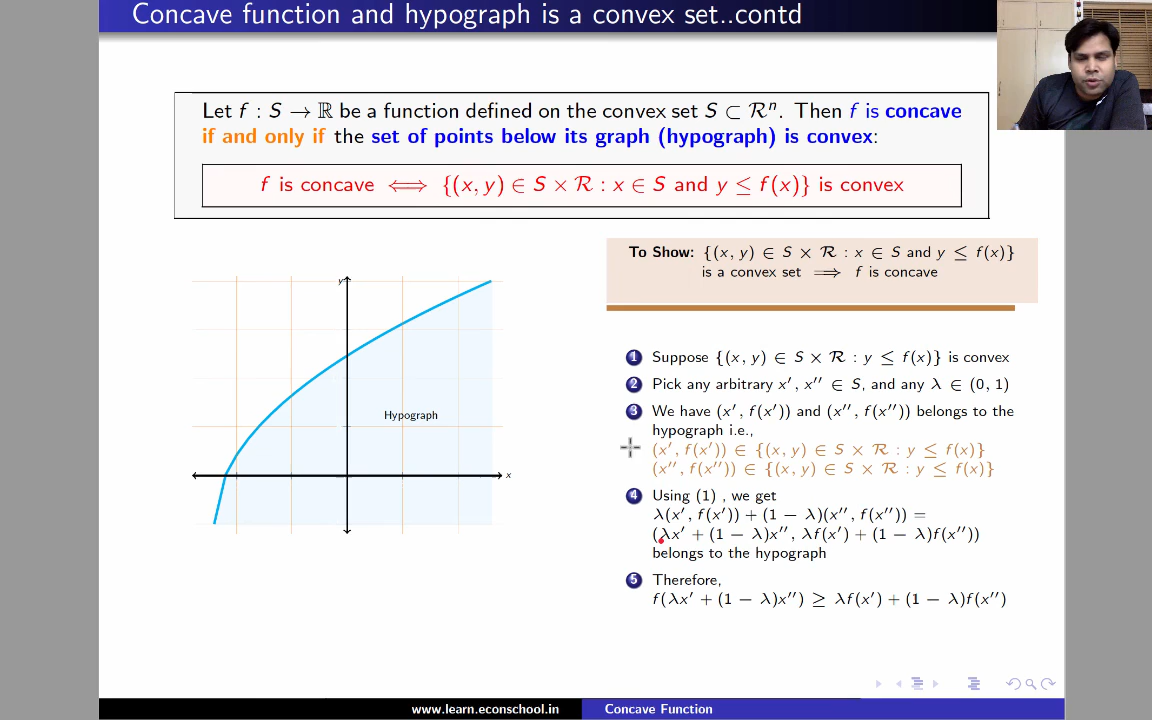 Concave function and hypograph is a convex set..contd
Let f : S → ℝ be a function defined on the convex set S ⊂ ℛⁿ. Then f is concave
if and only if the set of points below its graph (hypograph) is convex:
f is concave ⟺ {(x, y) ∈ S × ℛ : x ∈ S and y ≤ f(x)} is convex
y
Hypograph
x
To Show: {(x, y) ∈ S × ℛ : x ∈ S and y ≤ f(x)}
is a convex set ⟹ f is concave
1 Suppose {(x, y) ∈ S × ℛ : y ≤ f(x)} is convex
2 Pick any arbitrary x′, x″ ∈ S, and any λ ∈ (0, 1)
3 We have (x′, f(x′)) and (x″, f(x″)) belongs to the
hypograph i.e.,
(x′, f(x′)) ∈ {(x, y) ∈ S × ℛ : y ≤ f(x)}
(x″, f(x″)) ∈ {(x, y) ∈ S × ℛ : y ≤ f(x)}
4 Using (1) , we get
λ(x′, f(x′)) + (1 − λ)(x″, f(x″)) =
(λx′ + (1 − λ)x″, λf(x′) + (1 − λ)f(x″))
belongs to the hypograph
5 Therefore,
f(λx′ + (1 − λ)x″) ≥ λf(x′) + (1 − λ)f(x″)
www.learn.econschool.in
Concave Function